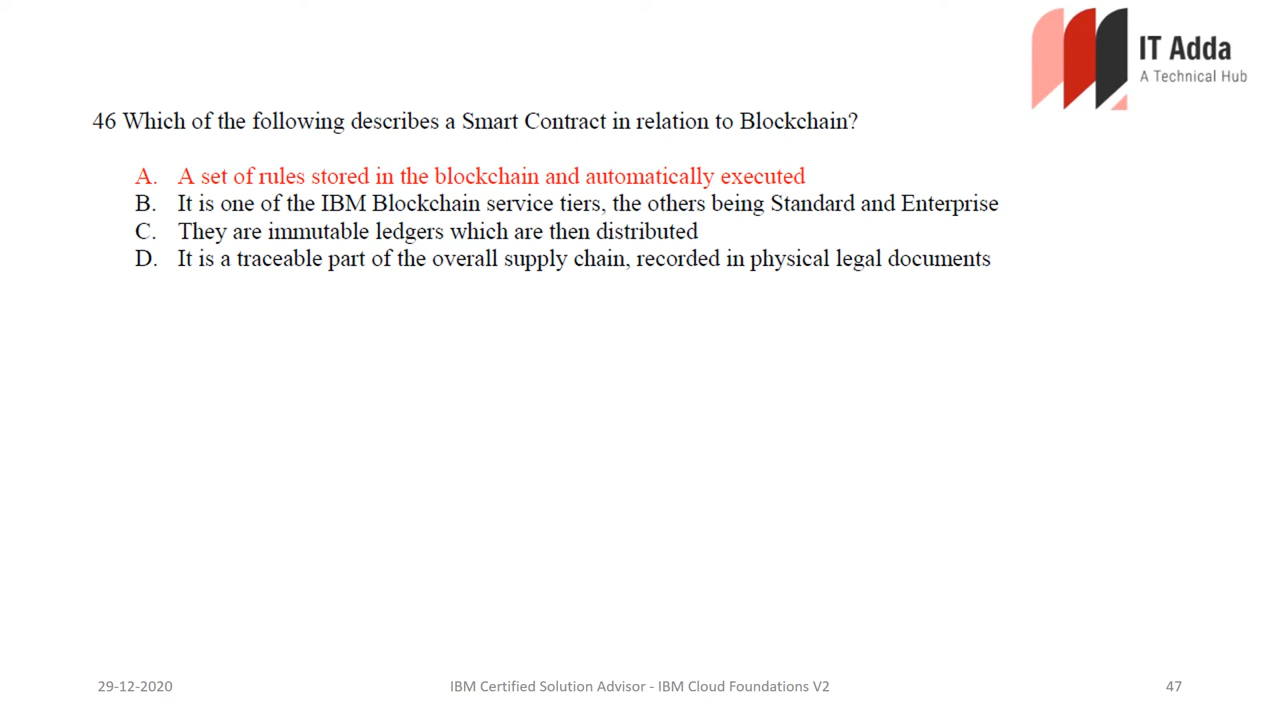 IT Adda
A Technical Hub
46 Which of the following describes a Smart Contract in relation to Blockchain?
A. A set of rules stored in the blockchain and automatically executed
B. It is one of the IBM Blockchain service tiers, the others being Standard and Enterprise
C. They are immutable ledgers which are then distributed
D. It is a traceable part of the overall supply chain, recorded in physical legal documents
29-12-2020
IBM Certified Solution Advisor - IBM Cloud Foundations V2
47